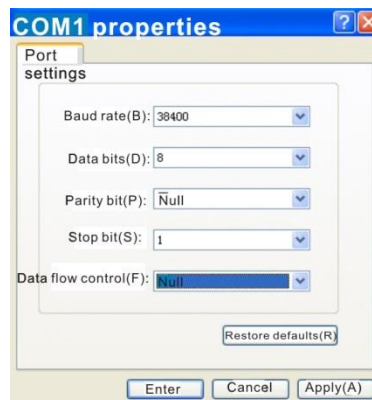 COM1 properties
Port
settings
Baud rate(B): 38400
Data bits(D): 8
Parity bit(P): Null
Stop bit(S): 1
Data flow control(F): Null
Restore defaults(R)
Enter Cancel Apply(A)